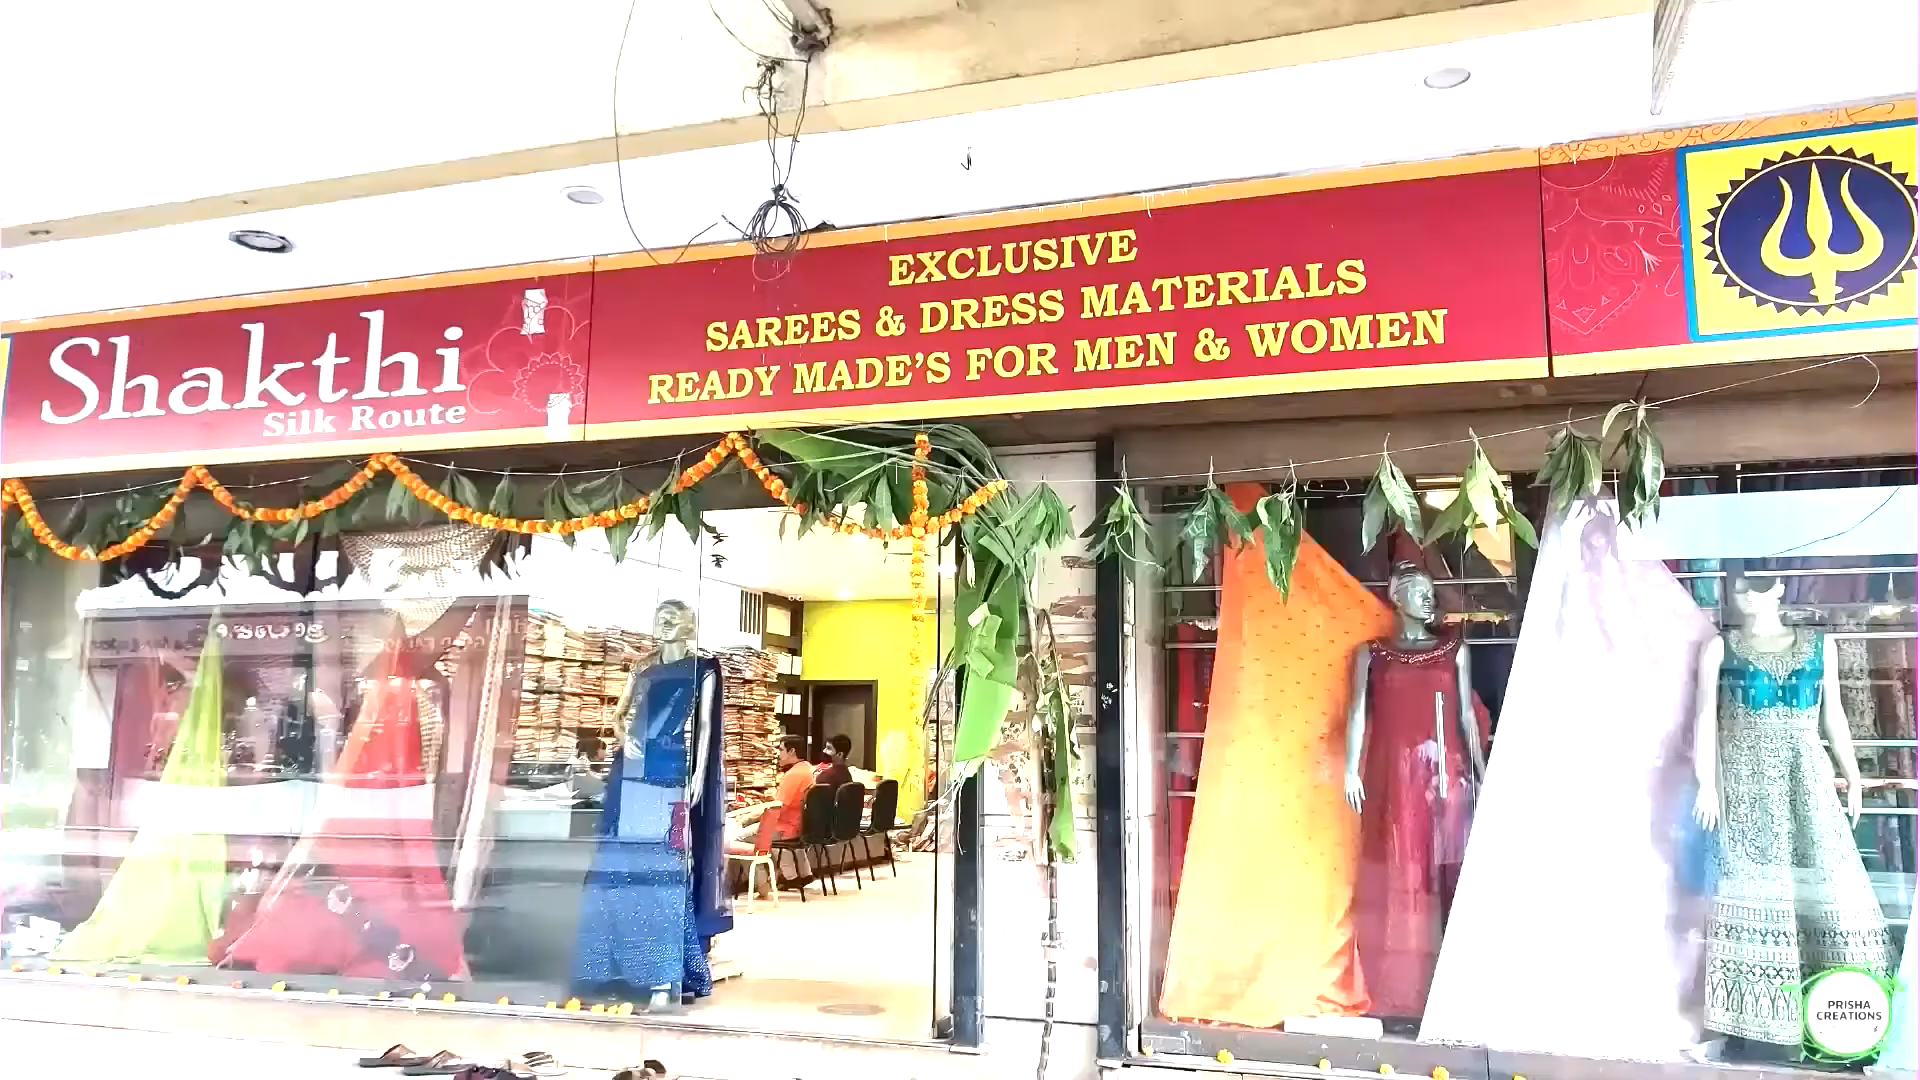 Shakthi
Silk Route
EXCLUSIVE
SAREES & DRESS MATERIALS
READY MADE'S FOR MEN & WOMEN
PRISHA
CREATIONS